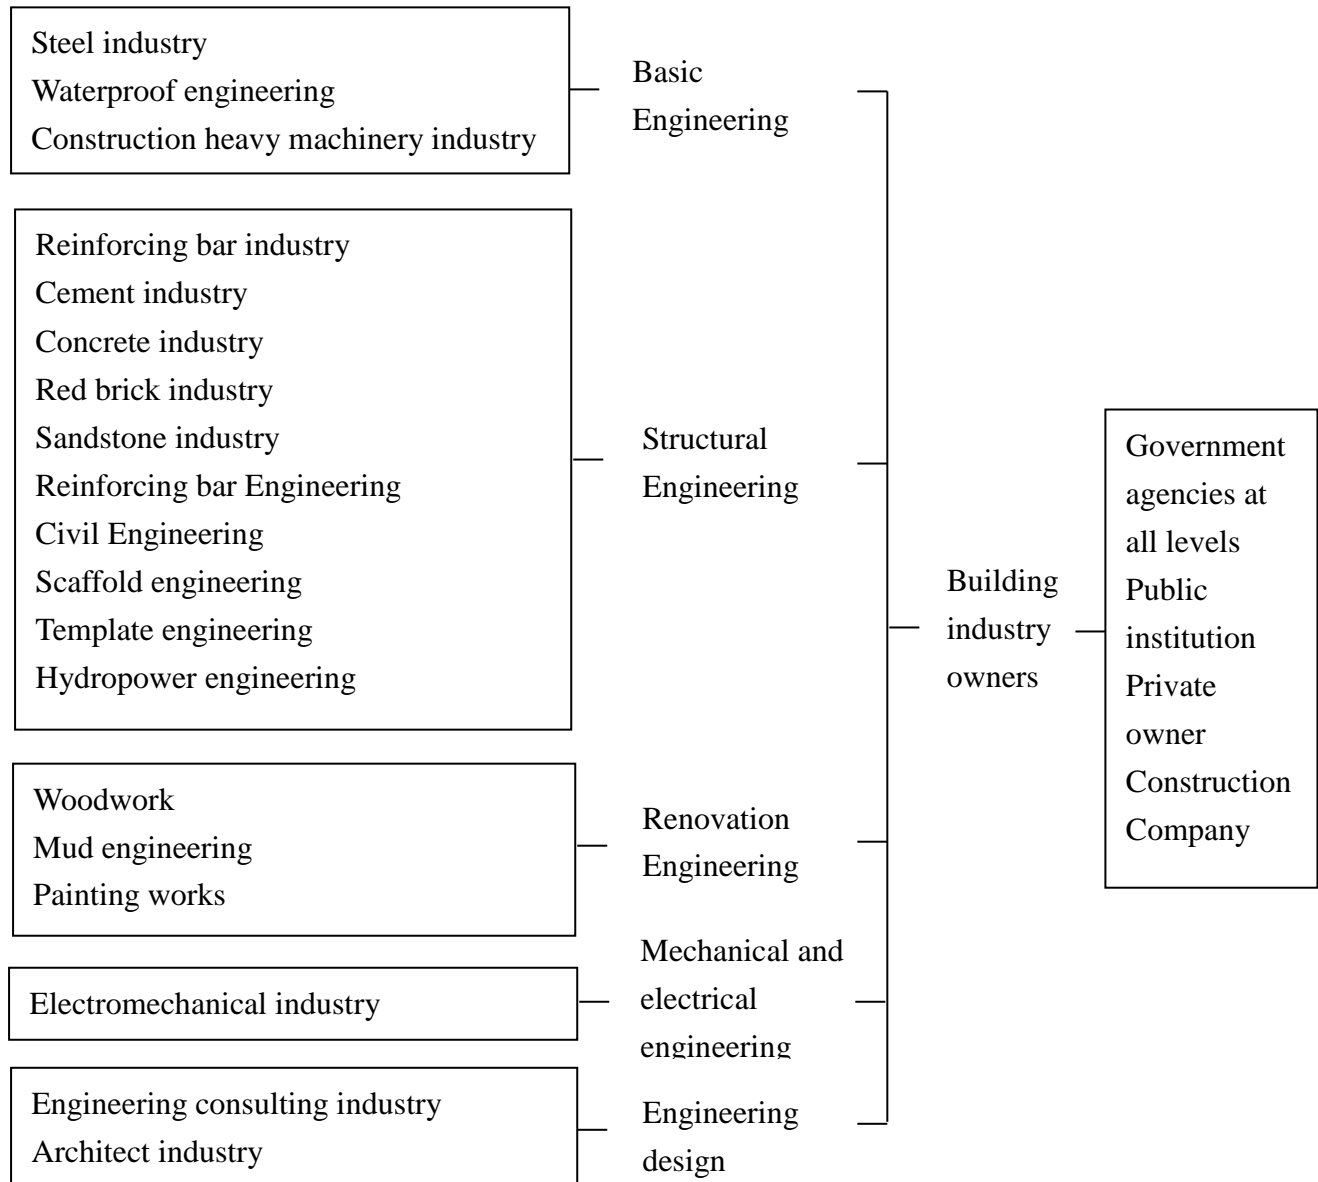 Steel industry
Waterproof engineering
Construction heavy machinery industry
Basic
Engineering
Reinforcing bar industry
Cement industry
Concrete industry
Red brick industry
Sandstone industry
Reinforcing bar Engineering
Civil Engineering
Scaffold engineering
Template engineering
Hydropower engineering
Structural
Engineering
Woodwork
Mud engineering
Painting works
Renovation
Engineering
Electromechanical industry
Mechanical and
electrical
engineering
Engineering consulting industry
Architect industry
Engineering
design
Building
industry
owners
Government
agencies at
all levels
Public
institution
Private
owner
Construction
Company